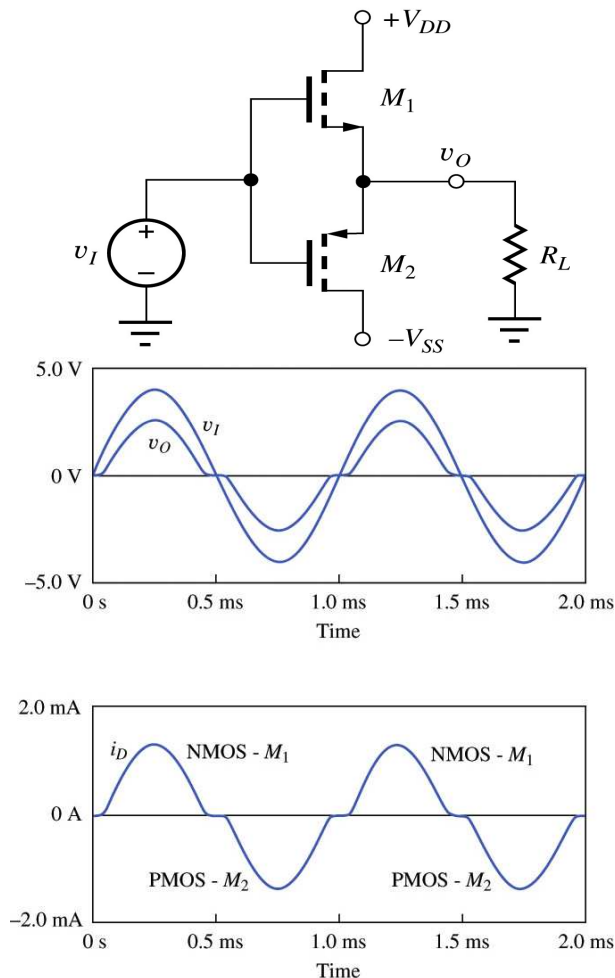 +V_DD
M_1
v_O
+
v_I
−
M_2
R_L
−V_SS
5.0 V
v_I
v_O
0 V
−5.0 V
0 s 0.5 ms 1.0 ms 1.5 ms 2.0 ms
Time
2.0 mA
i_D NMOS - M_1 NMOS - M_1
0 A
PMOS - M_2 PMOS - M_2
−2.0 mA
0 s 0.5 ms 1.0 ms 1.5 ms 2.0 ms
Time